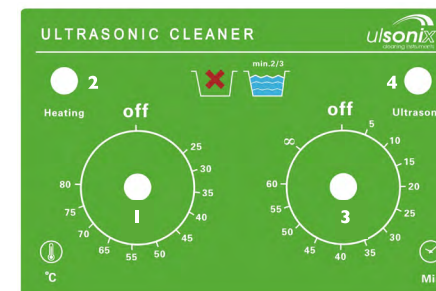 ULTRASONIC CLEANER
ulsonix
cleaning instruments
min.2/3
2
4
Heating
off
off
Ultrason
25
30
35
40
45
50
55
65
70
75
80
1
°C
∞
5
10
15
20
25
30
35
40
45
50
55
60
3
Mi